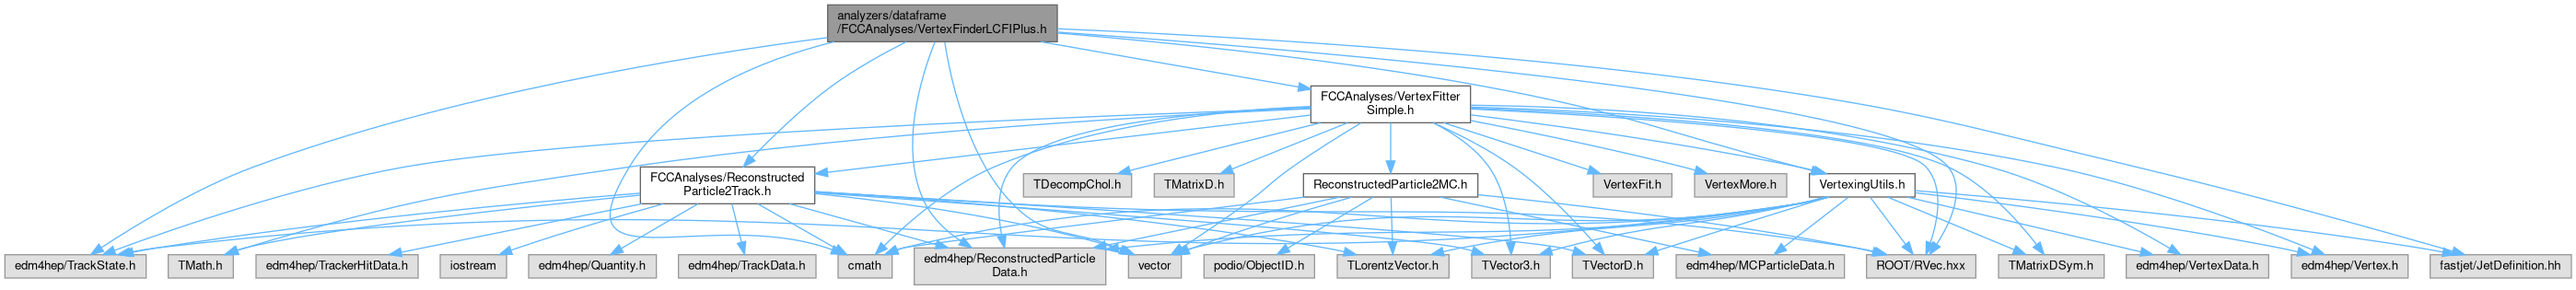 analyzers/dataframe
/FCCAnalyses/VertexFinderLCFIPlus.h
FCCAnalyses/VertexFitter
Simple.h
FCCAnalyses/Reconstructed
Particle2Track.h
TDecompChol.h
TMatrixD.h
ReconstructedParticle2MC.h
VertexFit.h
VertexMore.h
VertexingUtils.h
edm4hep/TrackState.h
TMath.h
edm4hep/TrackerHitData.h
iostream
edm4hep/Quantity.h
edm4hep/TrackData.h
cmath
edm4hep/ReconstructedParticle
Data.h
vector
podio/ObjectID.h
TLorentzVector.h
TVector3.h
TVectorD.h
edm4hep/MCParticleData.h
ROOT/RVec.hxx
TMatrixDSym.h
edm4hep/VertexData.h
edm4hep/Vertex.h
fastjet/JetDefinition.hh